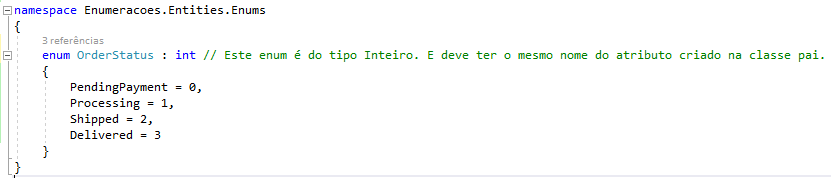 namespace Enumeracoes.Entities.Enums
{
3 referências
enum OrderStatus : int // Este enum é do tipo Inteiro. E deve ter o mesmo nome do atributo criado na classe pai.
{
PendingPayment = 0,
Processing = 1,
Shipped = 2,
Delivered = 3
}
}